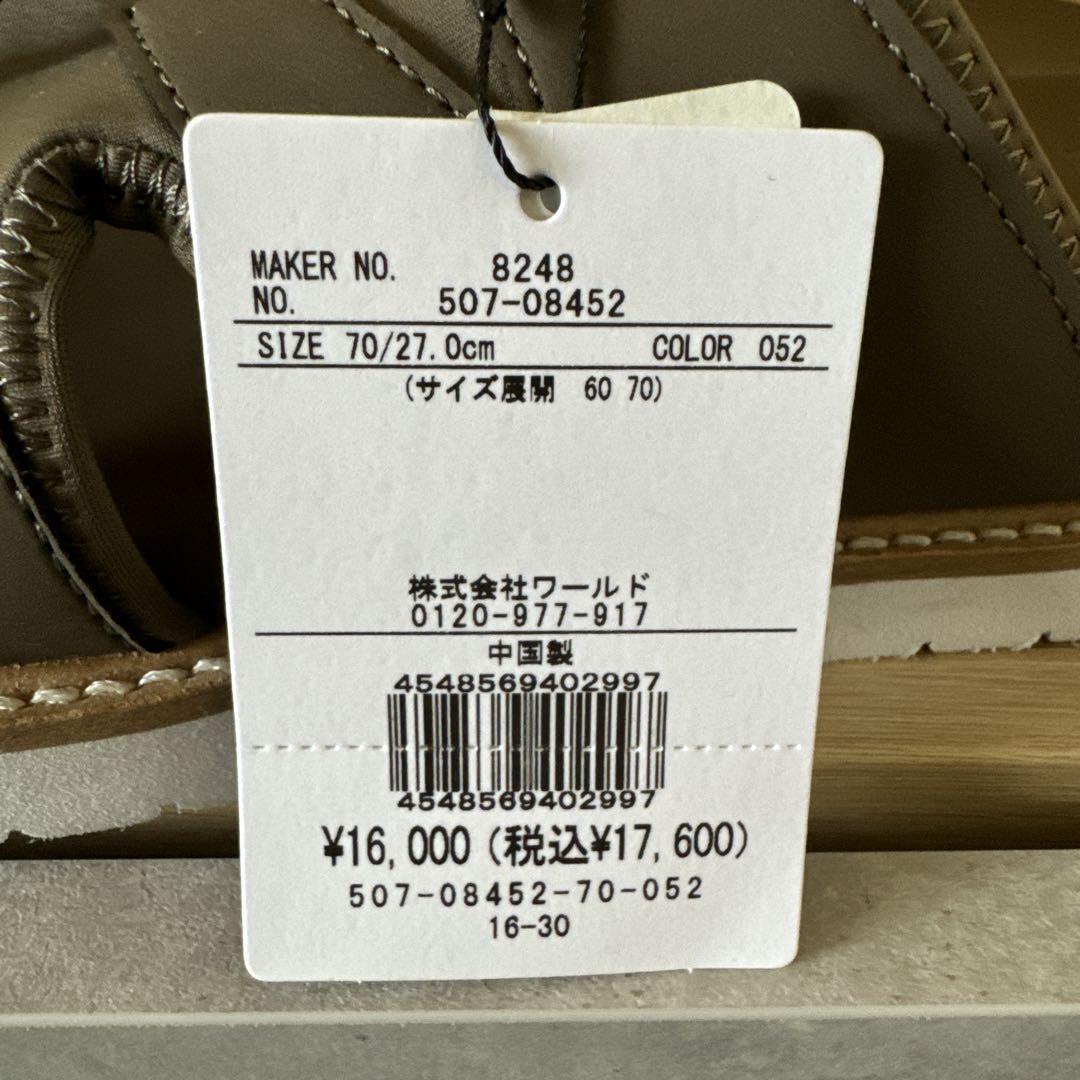 MAKER NO. 8248
NO. 507-08452
SIZE 70/27.0cm COLOR 052
(サイズ展開 60 70)
株式会社ワールド
0120-977-917
中国製
4548569402997
4548569402997
¥16,000 (税込¥17,600)
507-08452-70-052
16-30